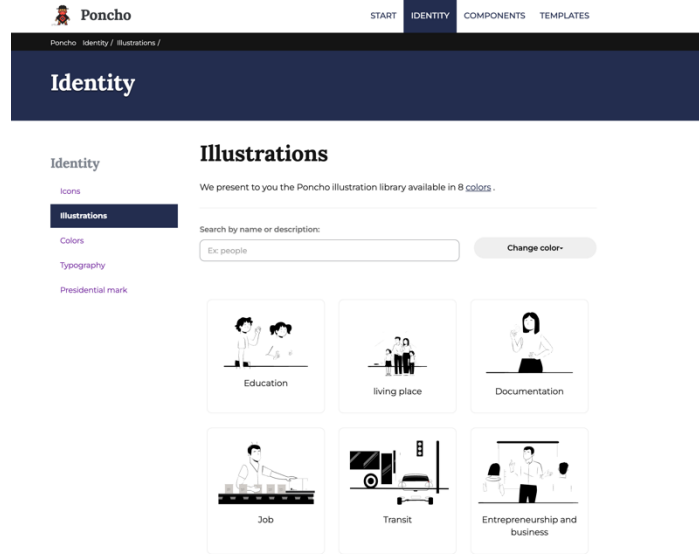 Poncho
START IDENTITY COMPONENTS TEMPLATES
Poncho Identity / Illustrations /
Identity
Identity
Icons
Illustrations
Colors
Typography
Presidential mark
Illustrations
We present to you the Poncho illustration library available in 8 colors .
Search by name or description:
Ex: people
Change color
Education
living place
Documentation
Job
Transit
Entrepreneurship and
business